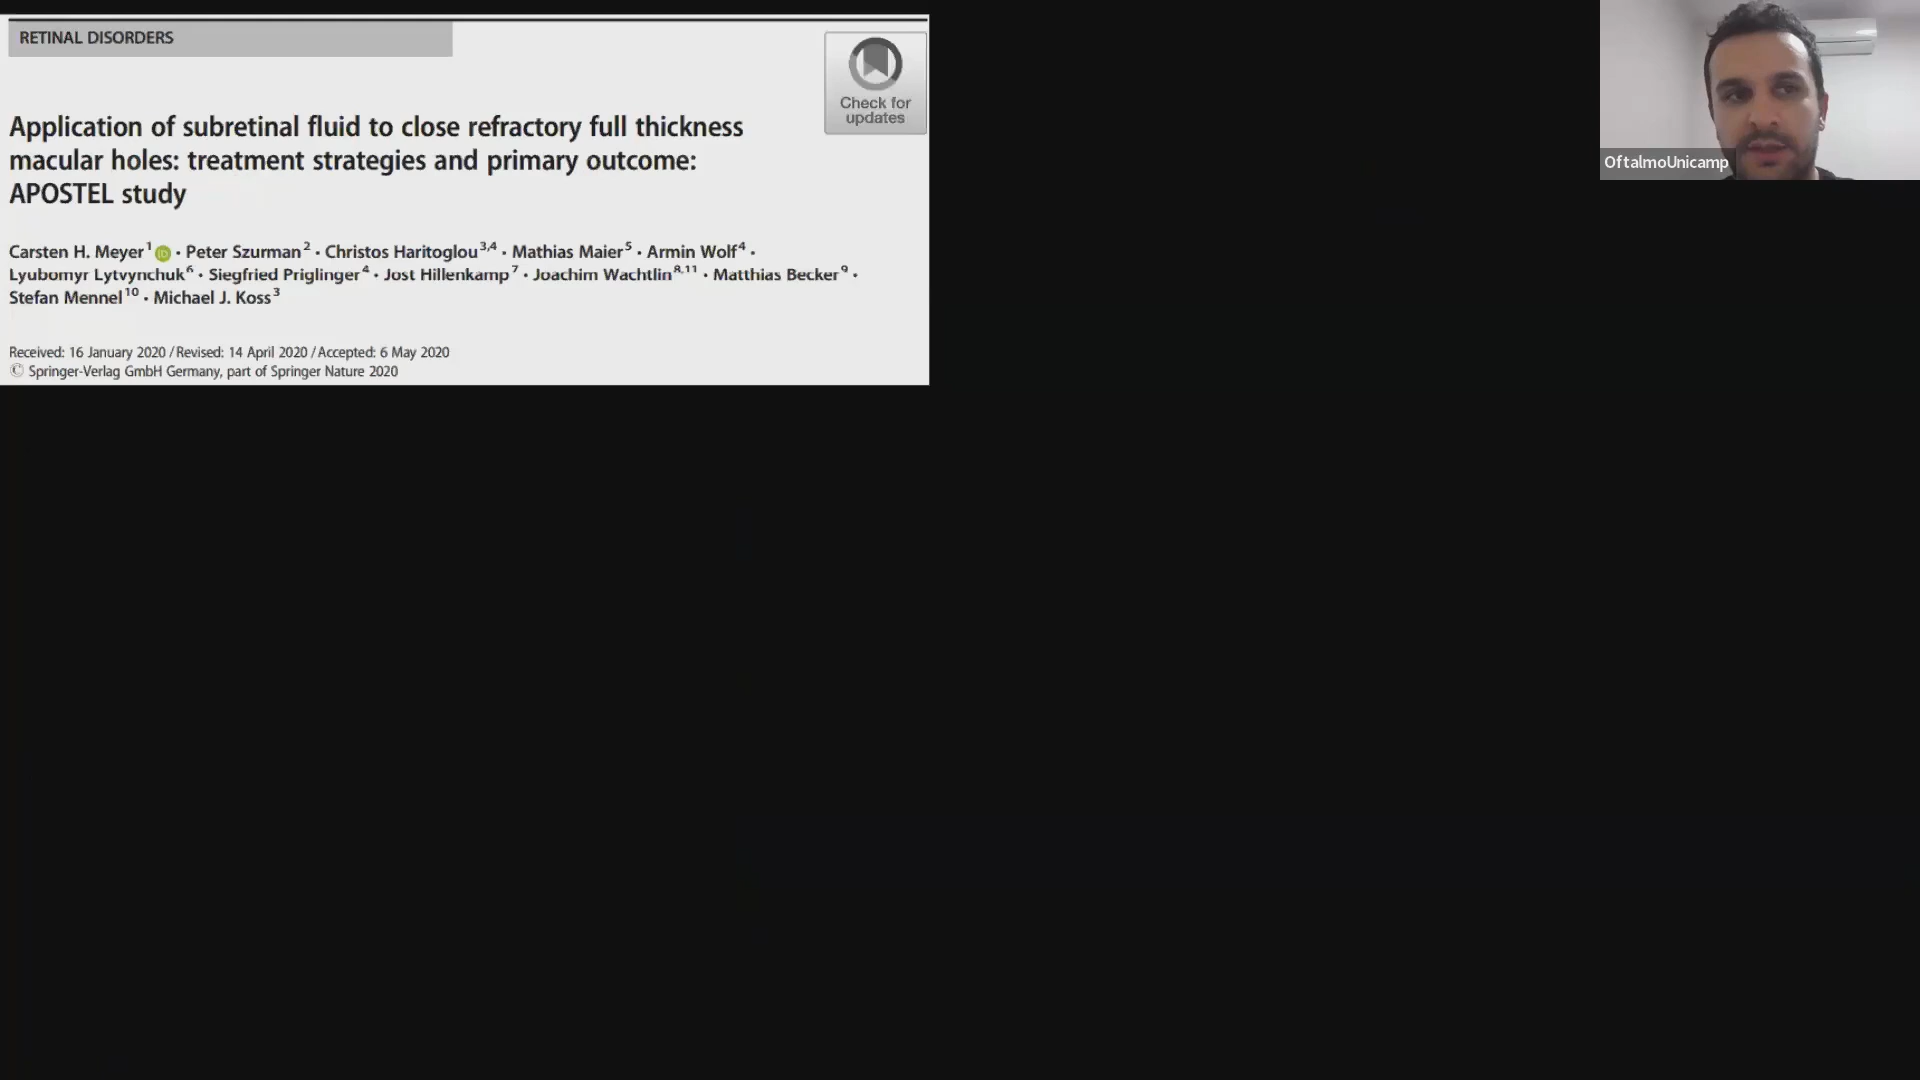 RETINAL DISORDERS
Check for
updates
Application of subretinal fluid to close refractory full thickness
macular holes: treatment strategies and primary outcome:
APOSTEL study
Carsten H. Meyer1 iD · Peter Szurman2 · Christos Haritoglou3,4 · Mathias Maier5 · Armin Wolf4 ·
Lyubomyr Lytvynchuk6 · Siegfried Priglinger4 · Jost Hillenkamp7 · Joachim Wachtlin8,11 · Matthias Becker9 ·
Stefan Mennel10 · Michael J. Koss3
Received: 16 January 2020 / Revised: 14 April 2020 / Accepted: 6 May 2020
© Springer-Verlag GmbH Germany, part of Springer Nature 2020
OftalmoUnicamp